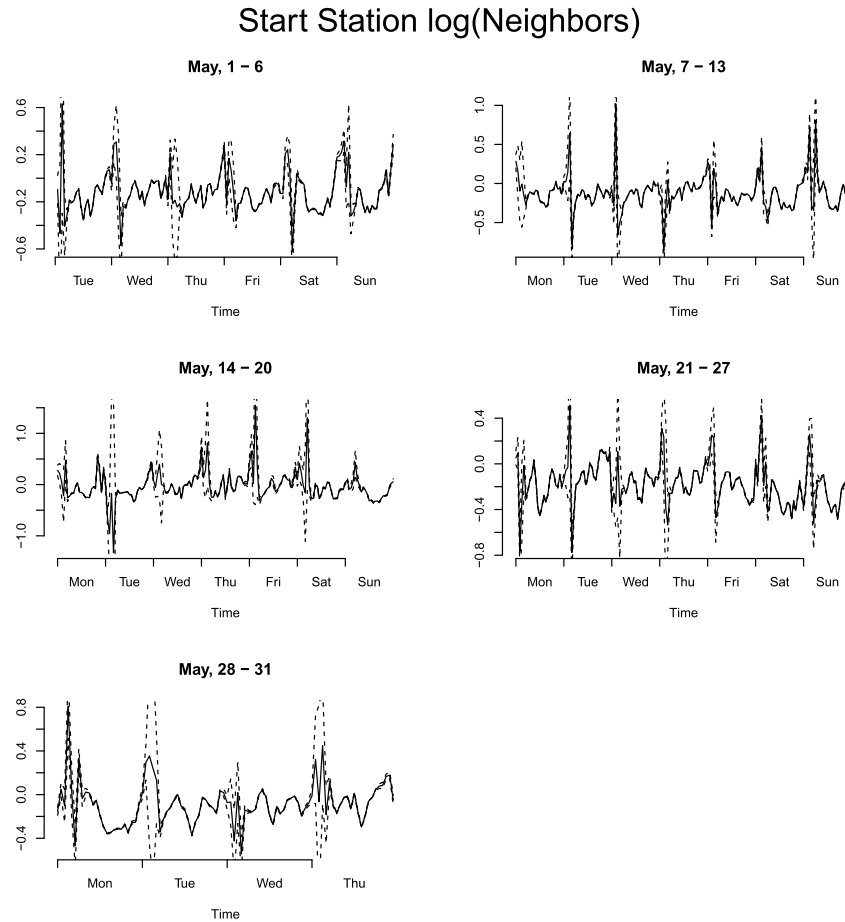 Start Station log(Neighbors)
May, 1 − 6
0.6
0.2
−0.2
−0.6
Tue Wed Thu Fri Sat Sun
Time
May, 7 − 13
1.0
0.5
0.0
−0.5
Mon Tue Wed Thu Fri Sat Sun
Time
May, 14 − 20
1.0
0.0
−1.0
Mon Tue Wed Thu Fri Sat Sun
Time
May, 21 − 27
0.4
0.0
−0.4
−0.8
Mon Tue Wed Thu Fri Sat Sun
Time
May, 28 − 31
0.8
0.4
0.0
−0.4
Mon Tue Wed Thu
Time